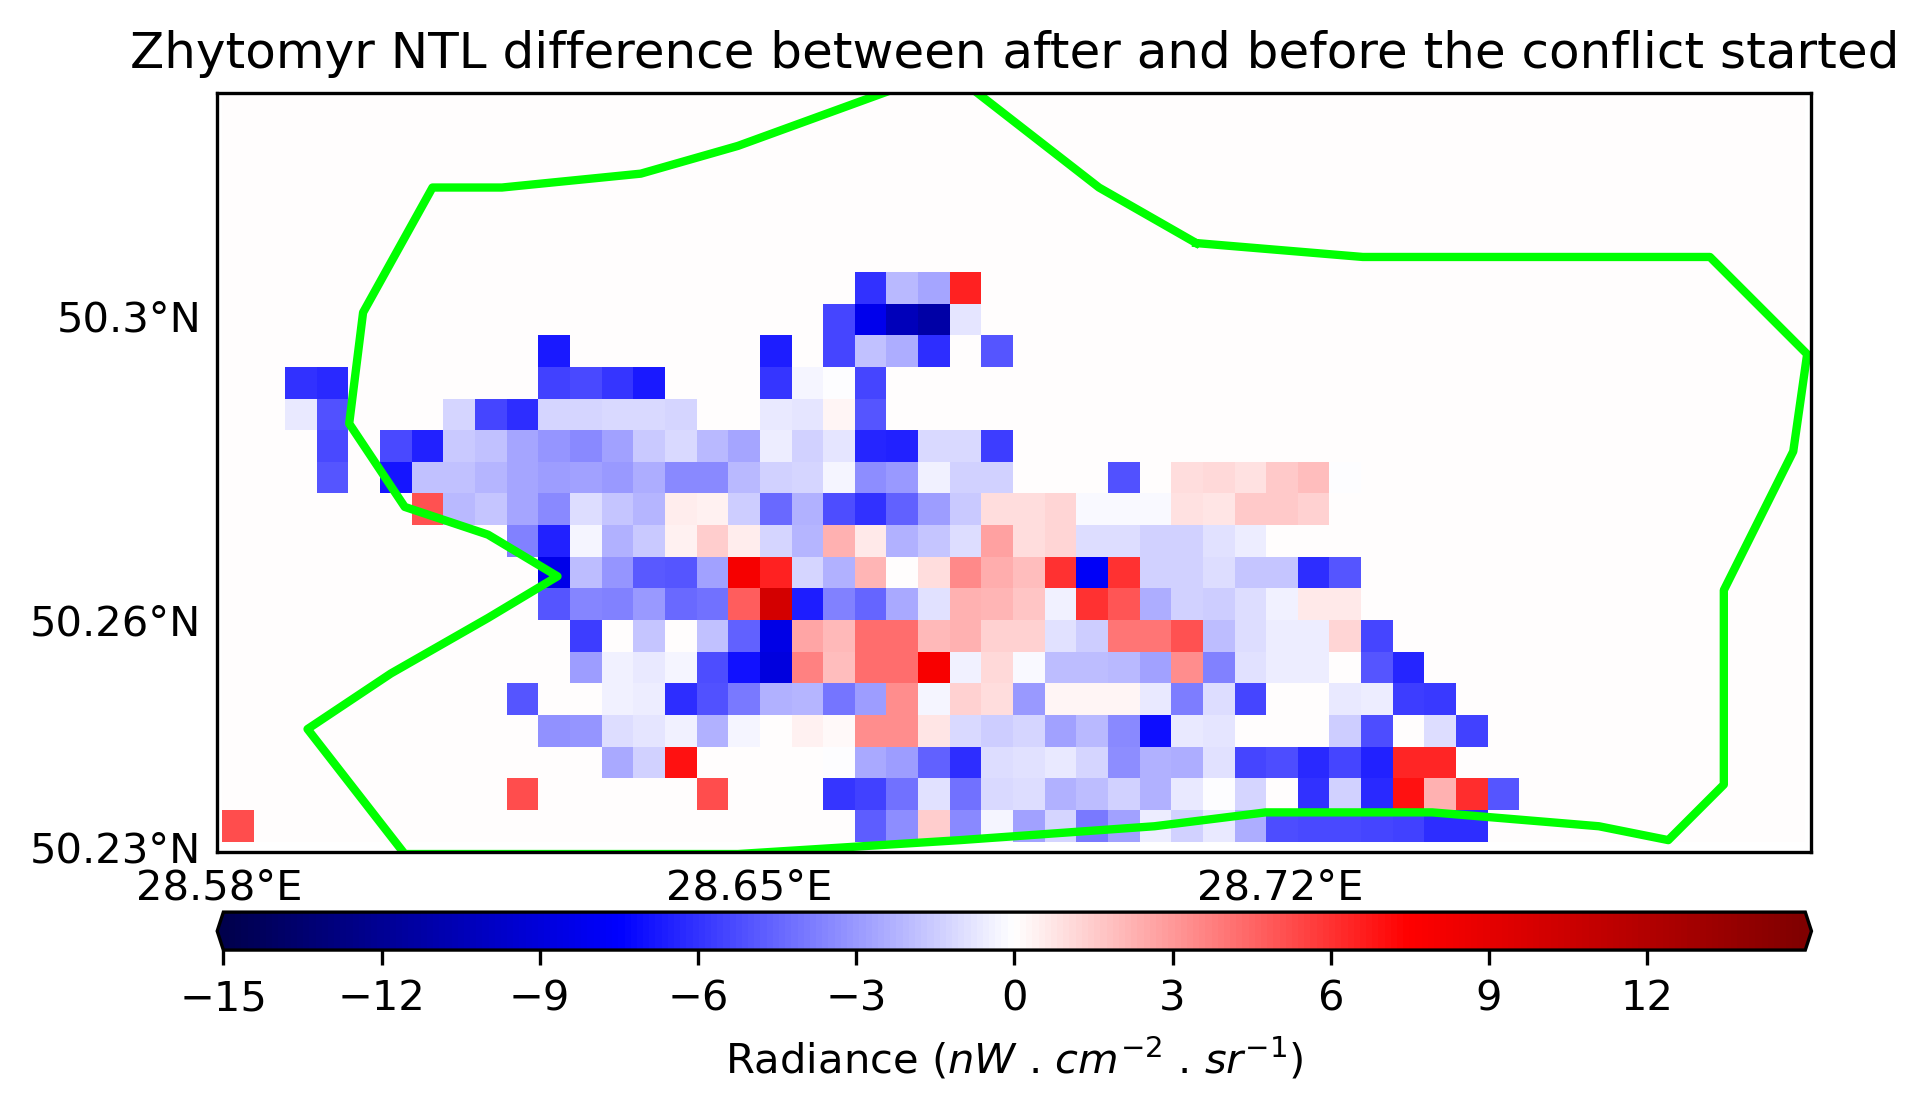 Zhytomyr NTL difference between after and before the conflict started
50.3°N
50.26°N
50.23°N
28.58°E 28.65°E 28.72°E
−15 −12 −9 −6 −3 0 3 6 9 12
Radiance (nW . cm⁻² . sr⁻¹)